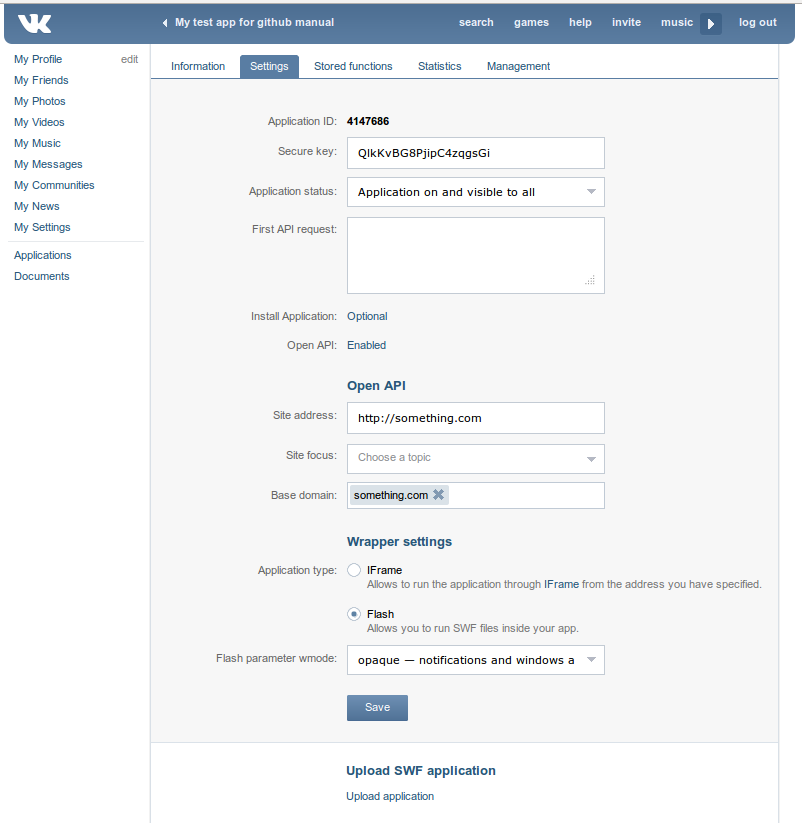 My test app for github manual search games help invite music log out
My Profile edit
My Friends
My Photos
My Videos
My Music
My Messages
My Communities
My News
My Settings
Applications
Documents
Information Settings Stored functions Statistics Management
Application ID: 4147686
Secure key: QlkKvBG8PjipC4zqgsGi
Application status: Application on and visible to all
First API request:
Install Application: Optional
Open API: Enabled
Open API
Site address: http://something.com
Site focus: Choose a topic
Base domain: something.com
Wrapper settings
Application type: IFrame
Allows to run the application through IFrame from the address you have specified.
Flash
Allows you to run SWF files inside your app.
Flash parameter wmode: opaque — notifications and windows a
Save
Upload SWF application
Upload application